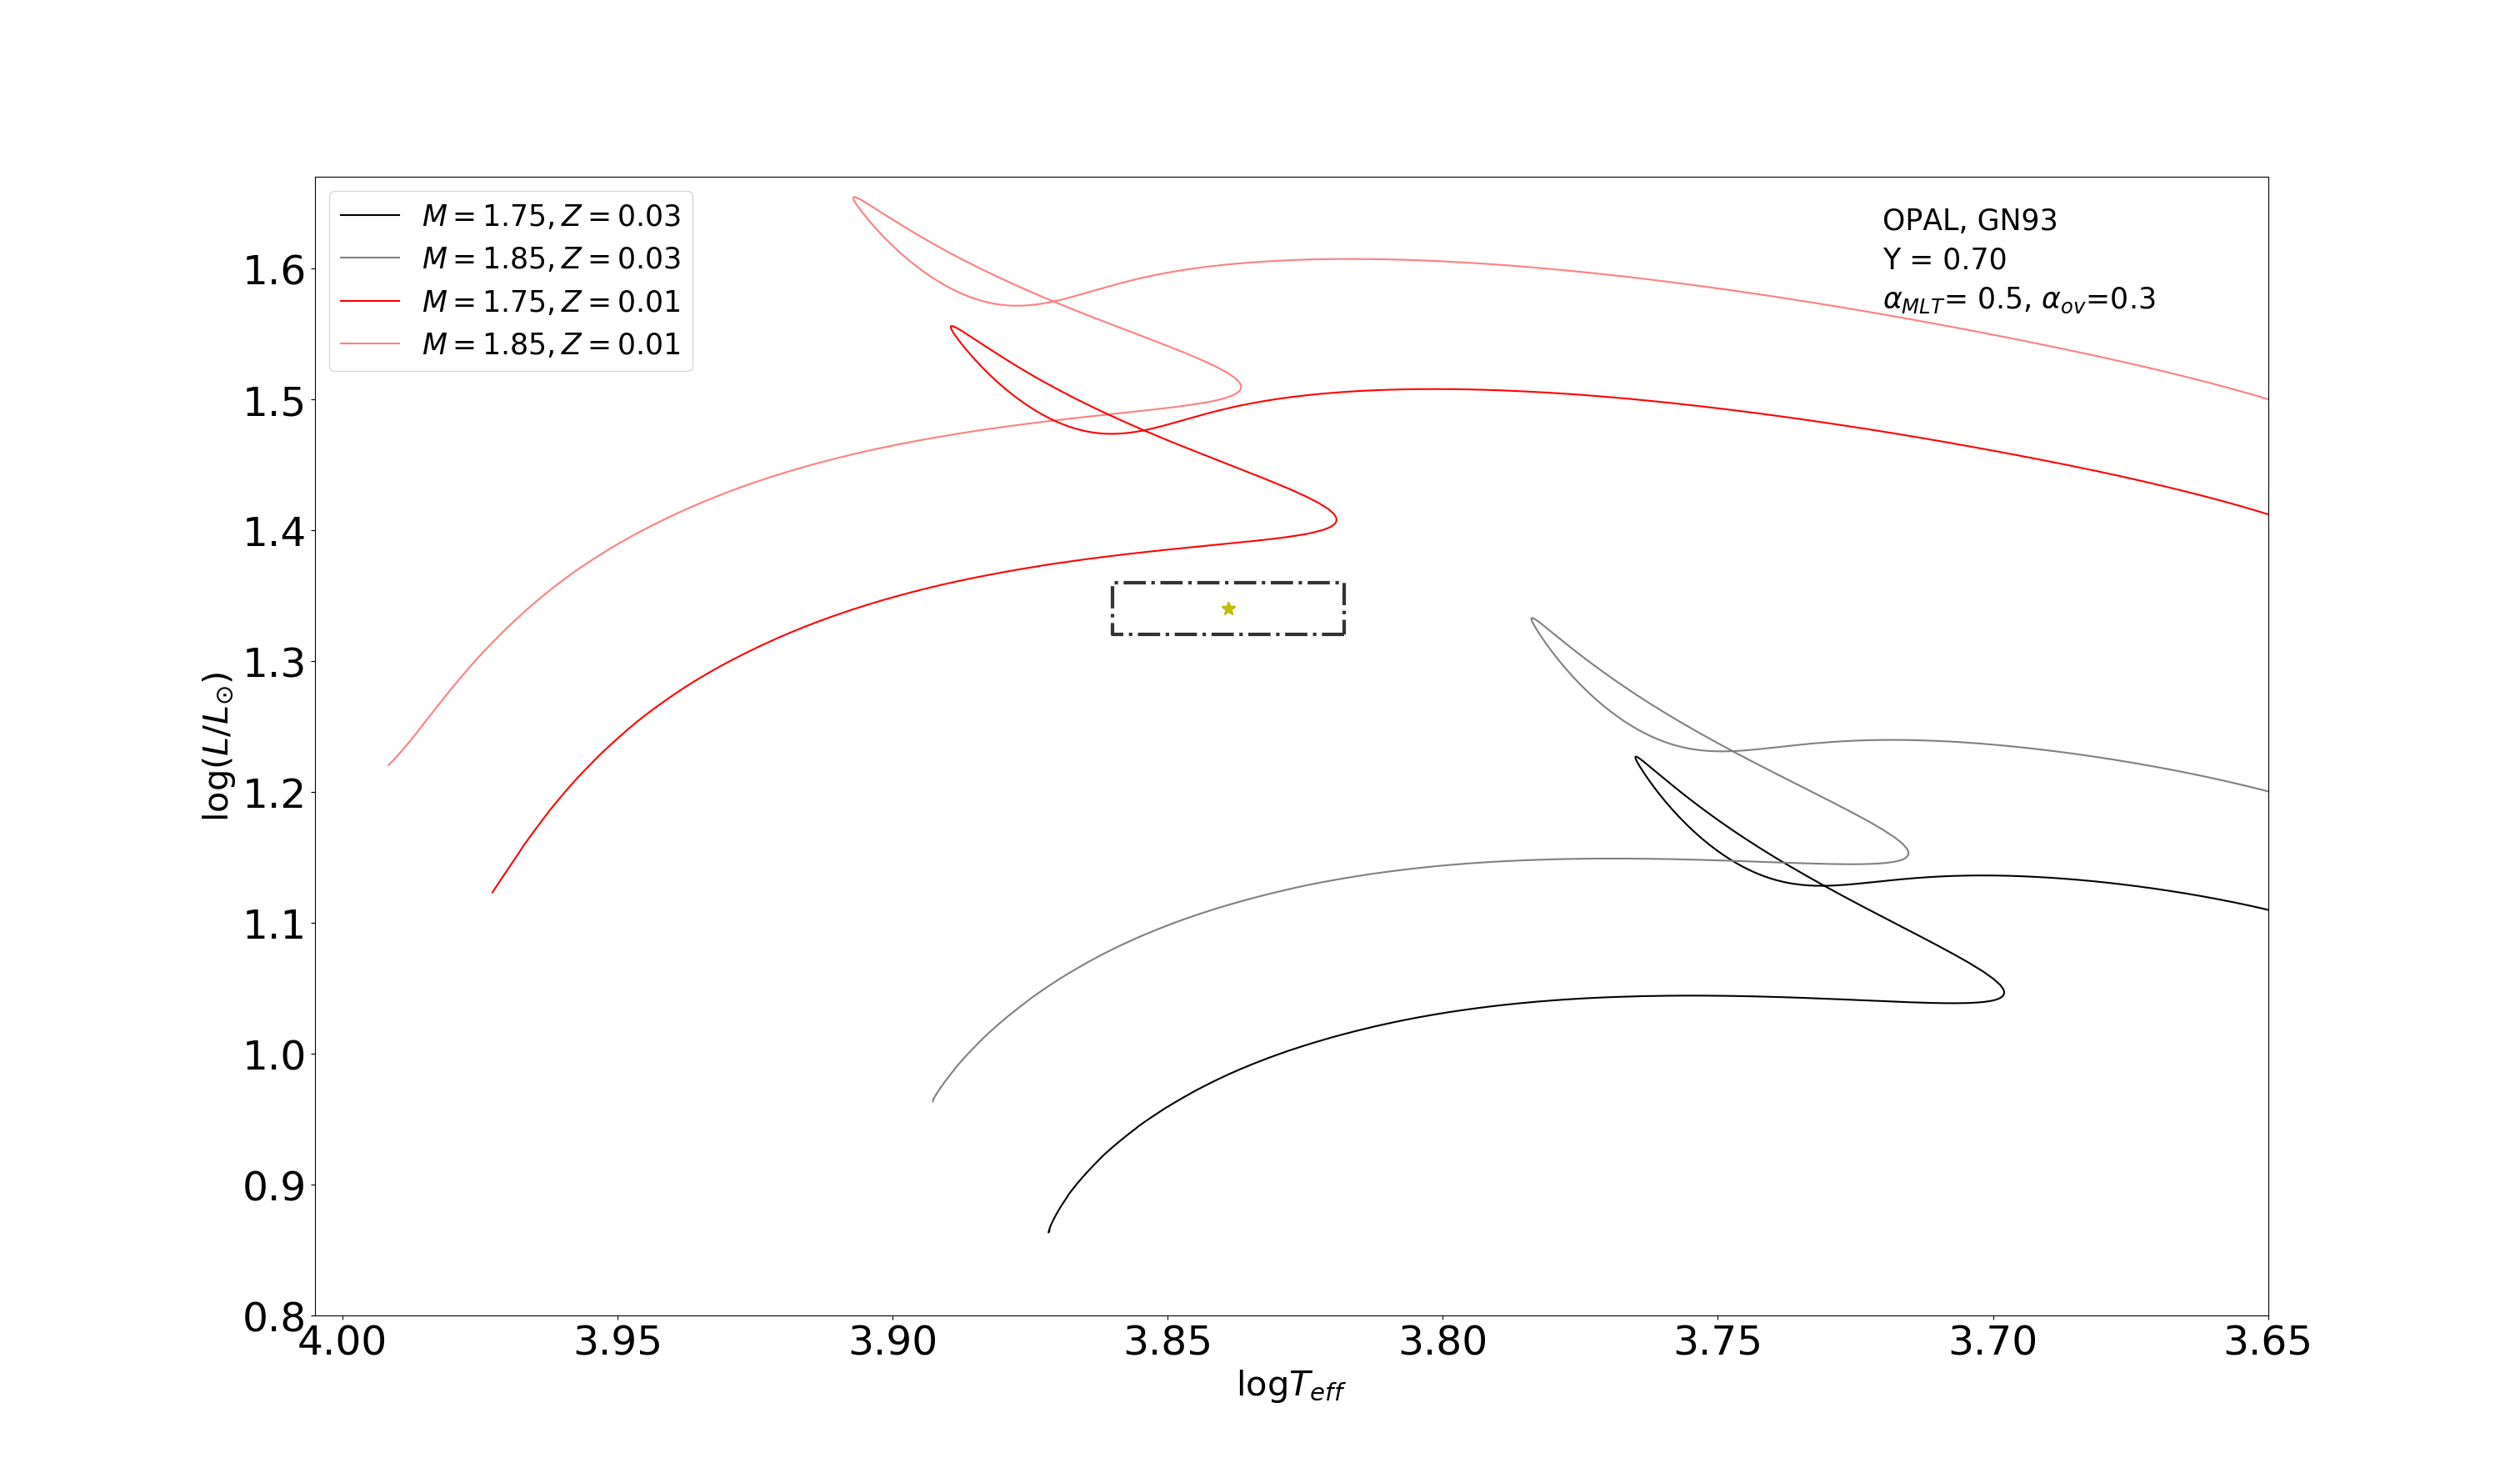 M = 1.75, Z = 0.03
M = 1.85, Z = 0.03
M = 1.75, Z = 0.01
M = 1.85, Z = 0.01
OPAL, GN93
Y = 0.70
α_MLT= 0.5, α_ov=0.3
log(L/L⊙)
1.6
1.5
1.4
1.3
1.2
1.1
1.0
0.9
0.8
4.00 3.95 3.90 3.85 3.80 3.75 3.70 3.65
logT_eff